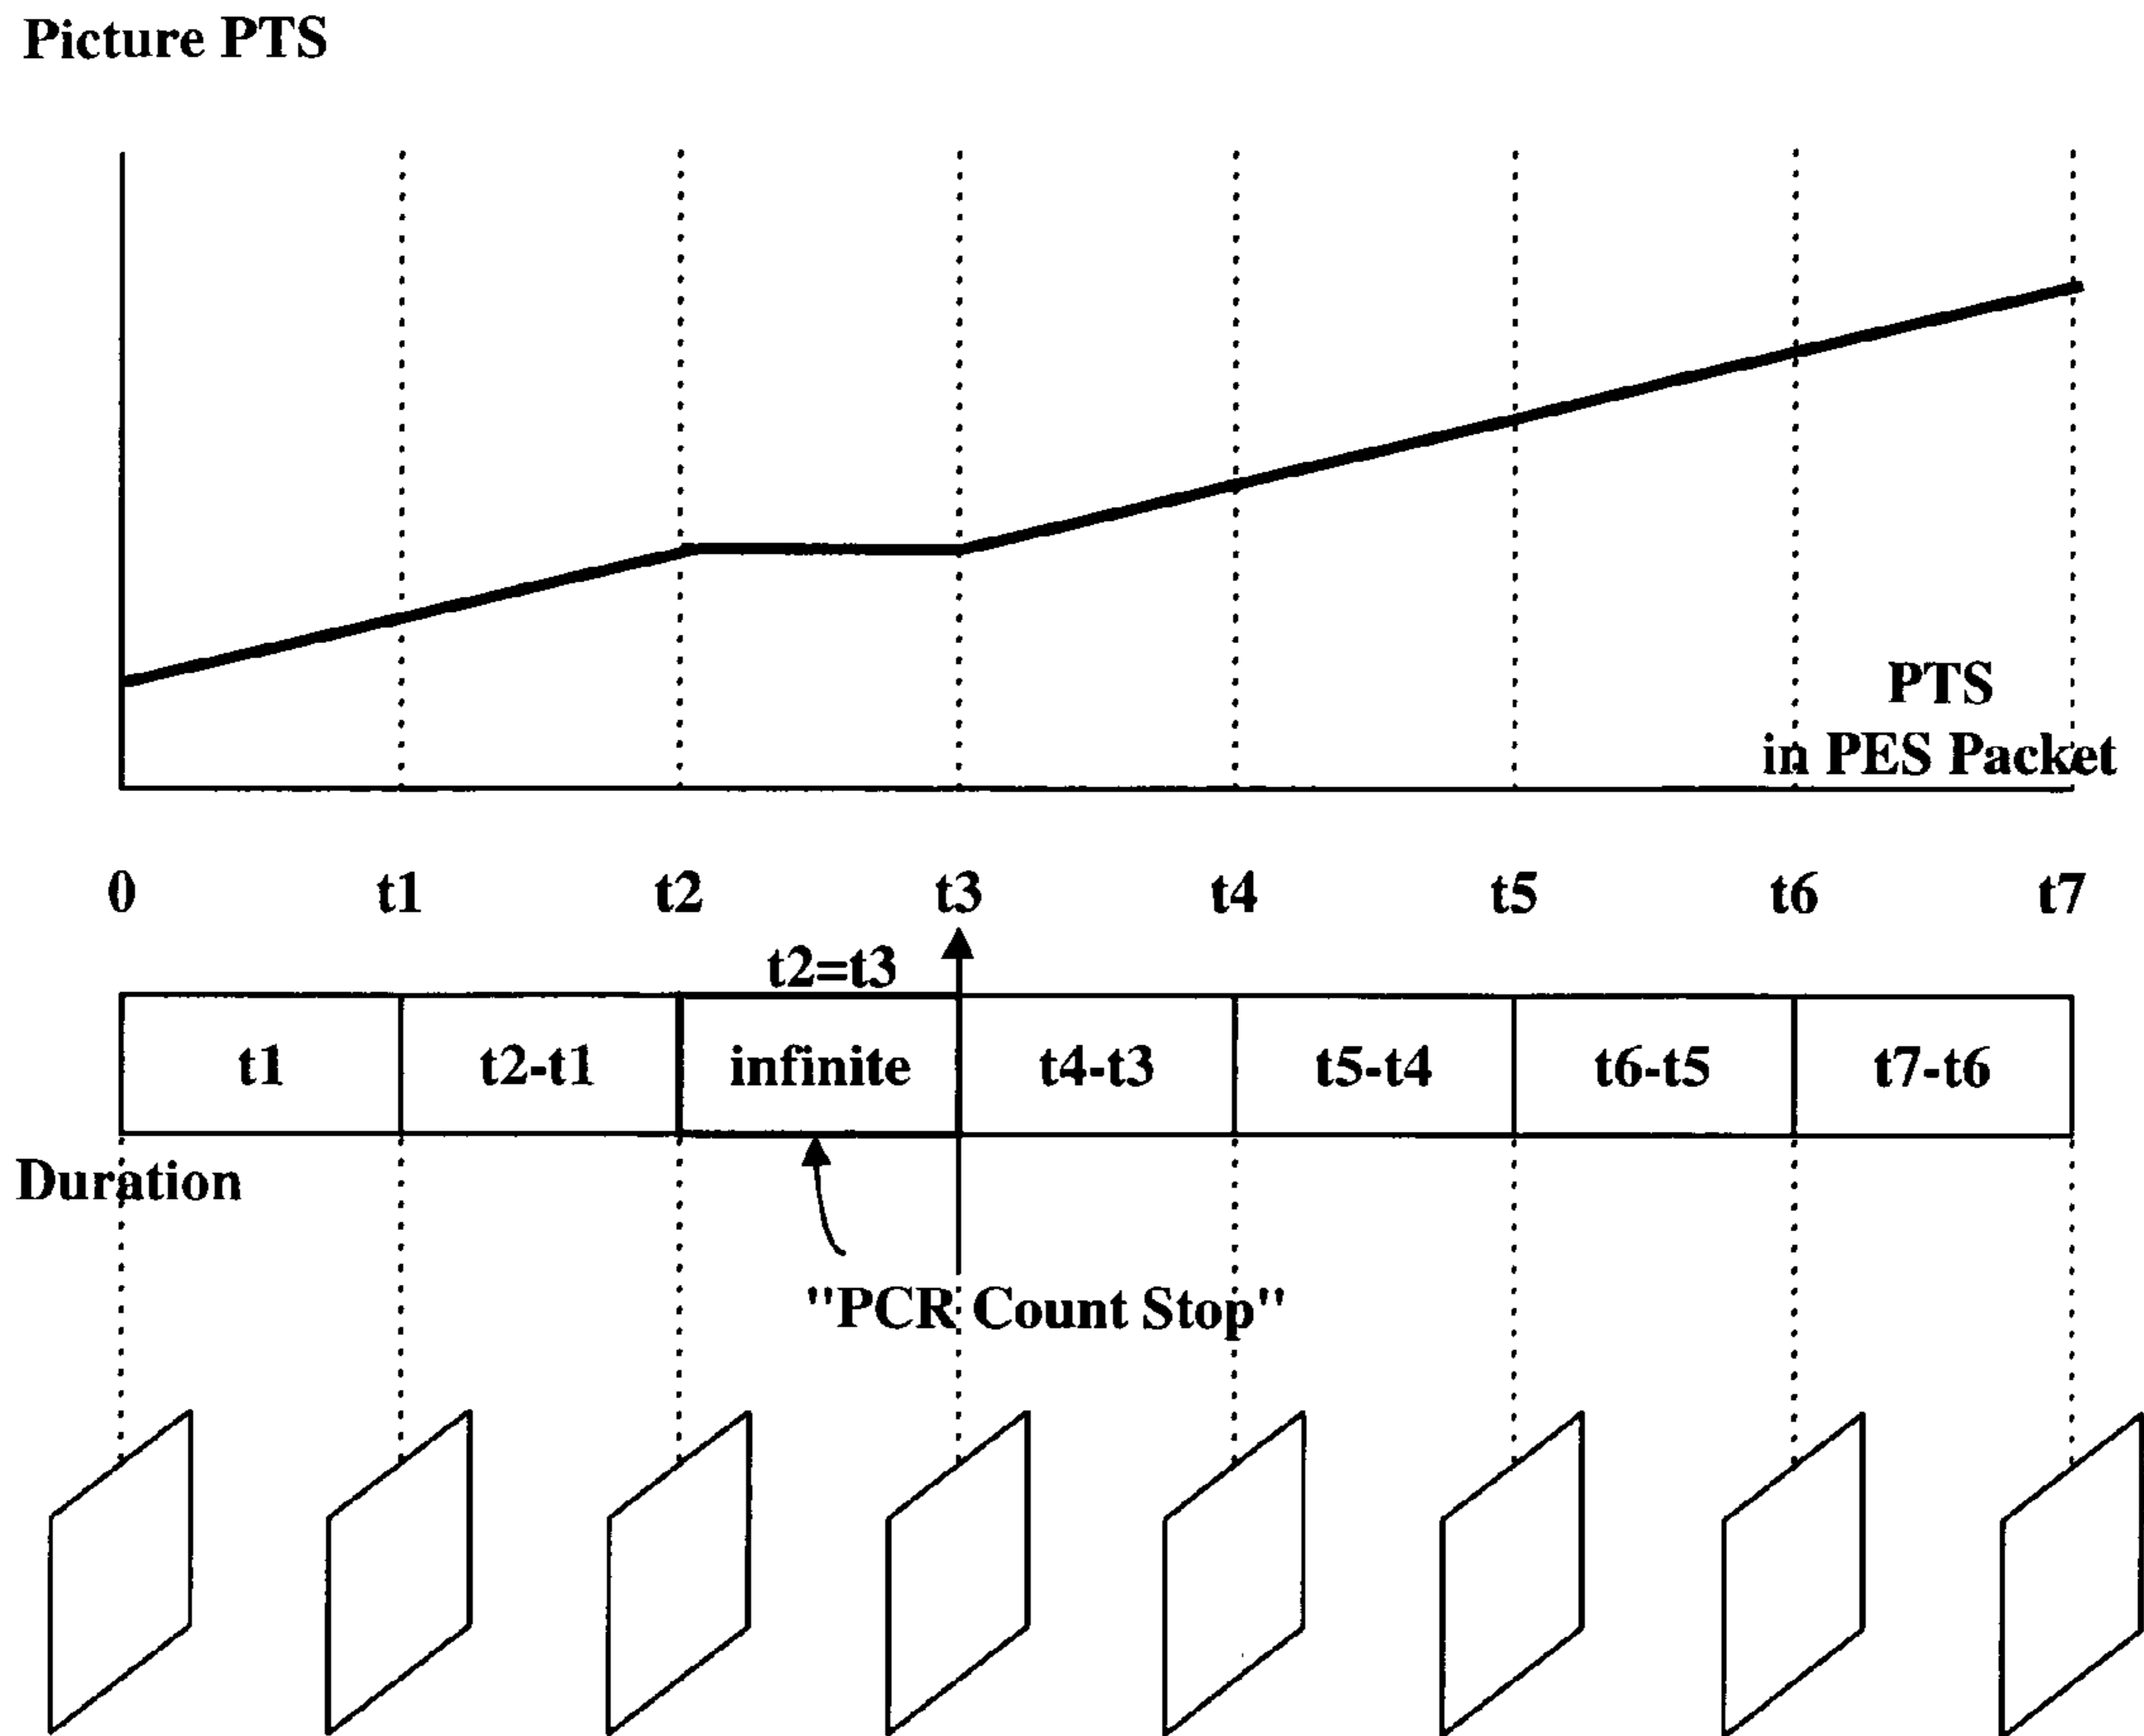 Picture PTS
PTS
in PES Packet
0 t1 t2 t3 t4 t5 t6 t7
t2=t3
t1 t2-t1 infinite t4-t3 t5-t4 t6-t5 t7-t6
Duration
"PCR Count Stop"